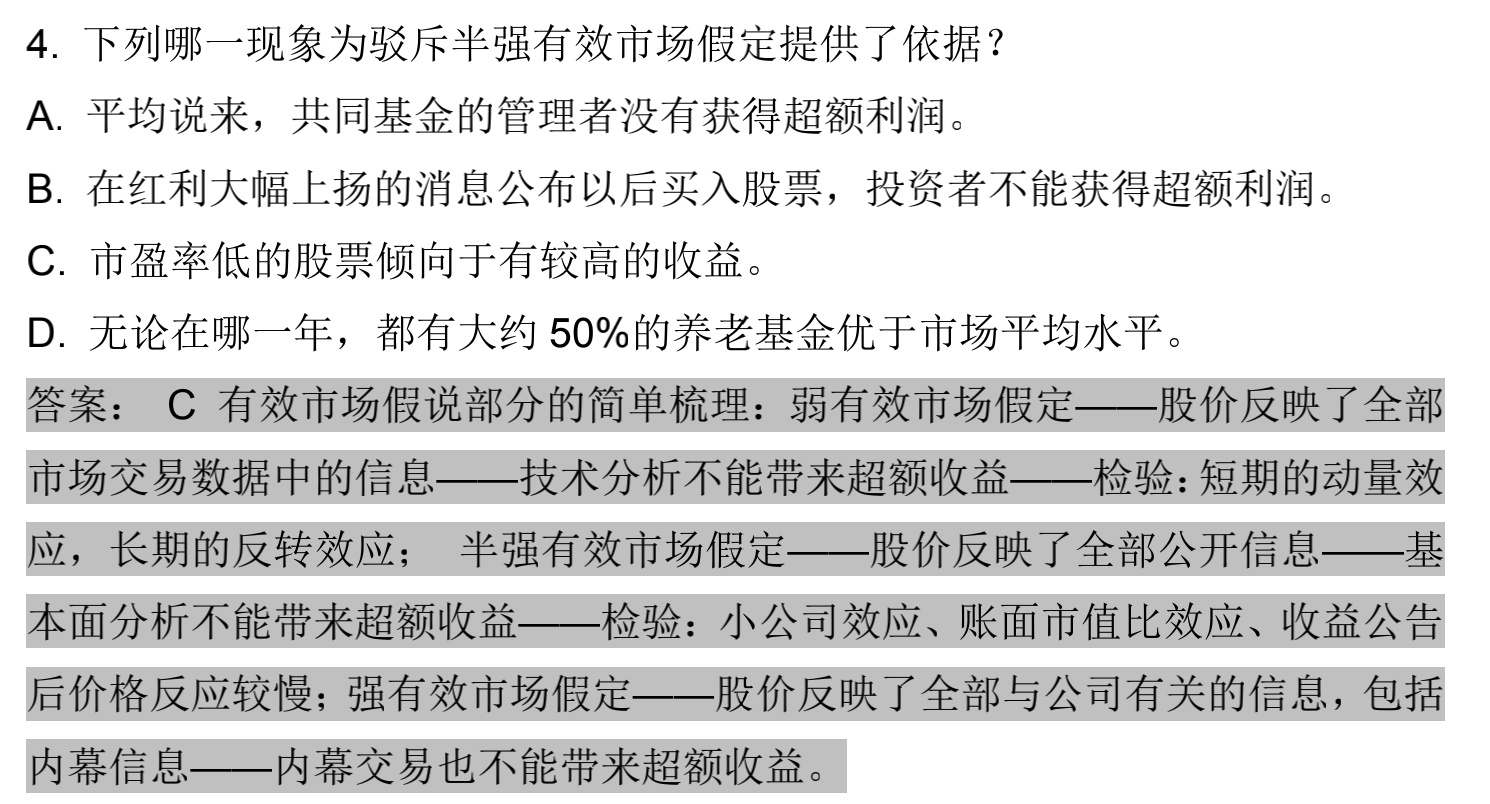 4. 下列哪一现象为驳斥半强有效市场假定提供了依据？
A. 平均说来，共同基金的管理者没有获得超额利润。
B. 在红利大幅上扬的消息公布以后买入股票，投资者不能获得超额利润。
C. 市盈率低的股票倾向于有较高的收益。
D. 无论在哪一年，都有大约 50%的养老基金优于市场平均水平。
答案： C 有效市场假说部分的简单梳理：弱有效市场假定——股价反映了全部
市场交易数据中的信息——技术分析不能带来超额收益——检验：短期的动量效
应，长期的反转效应； 半强有效市场假定——股价反映了全部公开信息——基
本面分析不能带来超额收益——检验：小公司效应、账面市值比效应、收益公告
后价格反应较慢；强有效市场假定——股价反映了全部与公司有关的信息，包括
内幕信息——内幕交易也不能带来超额收益。